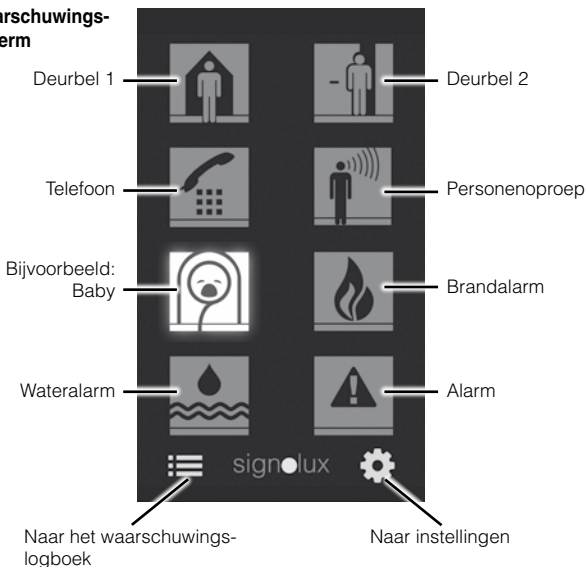 arschuwings-
erm
Deurbel 1
Deurbel 2
Telefoon
Personenoproep
Bijvoorbeeld:
Baby
Brandalarm
Wateralarm
Alarm
signolux
Naar het waarschuwings-
logboek
Naar instellingen